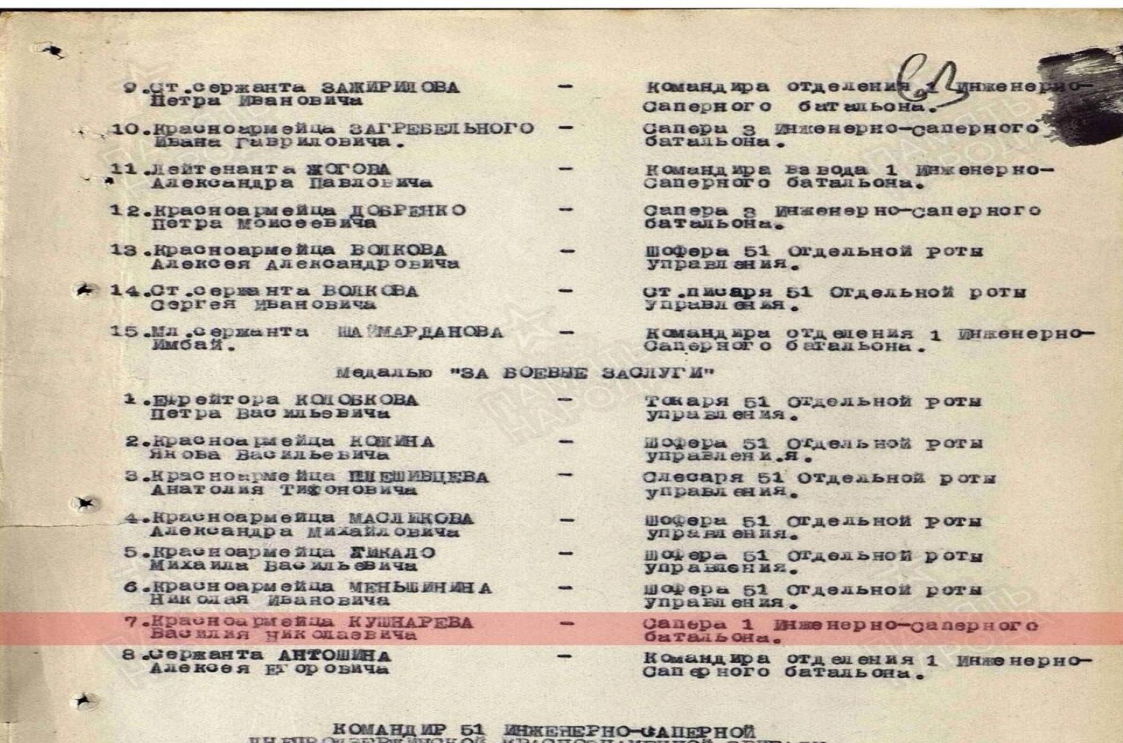 9.Ст.сержанта ЗАЖИРИЛОВА - Командира отделения 1 Инженерно-
Петра Ивановича Саперного батальона.
10.Красноармейца ЗАГРЕБЕЛЬНОГО - Сапера 3 Инженерно-саперного
Ивана Гавриловича. батальона.
11.Лейтенанта ЖОГОВА - Командира взвода 1 Инженерно-
Александра Павловича Саперного батальона.
12.Красноармейца ДОБРЕНКО - Сапера 3 Инженерно-саперного
Петра Моисеевича батальона.
13.Красноармейца ВОЛКОВА - Шофера 51 Отдельной роты
Алексея Александровича управления.
14.Ст.сержанта ВОЛКОВА - Ст.писаря 51 Отдельной роты
Сергея Ивановича управления.
15.Мл.сержанта ШАЙМАРДАНОВА - Командира отделения 1 Инженерно-
Имбай. Саперного батальона.
Медалью "ЗА БОЕВЫЕ ЗАСЛУГИ"
1.Ефрейтора КОЛОБКОВА - Токаря 51 Отдельной роты
Петра Васильевича управления.
2.Красноармейца КОЖИНА - Шофера 51 Отдельной роты
Якова Васильевича управлени.я.
3.Красноармейца ПЛЕШИВЦЕВА - Слесаря 51 Отдельной роты
Анатолия Тифоновича управления.
4.Красноармейца МАСЛИКОВА - Шофера 51 Отдельной роты
Александра Михайловича управления.
5.Красноармейца - Шофера 51 Отдельной роты
Михаила Васильевича управления.
6.Красноармейца МЕНЬШИНИНА - Шофера 51 Отдельной роты
Николая Ивановича управления.
7.Красноармейца КУШНАРЕВА - Сапера 1 Инженерно-саперного
Василия Николаевича батальона.
8.Сержанта АНТОШИНА - Командира отделения 1 Инженерно-
Алексея Егоровича Саперного батальона.
КОМАНДИР 51 ИНЖЕНЕРНО-САПЕРНОЙ
ДНЕПРОДЗЕРЖИНСКОЙ КРАСНОЗНАМЕННОЙ БРИГАДЫ